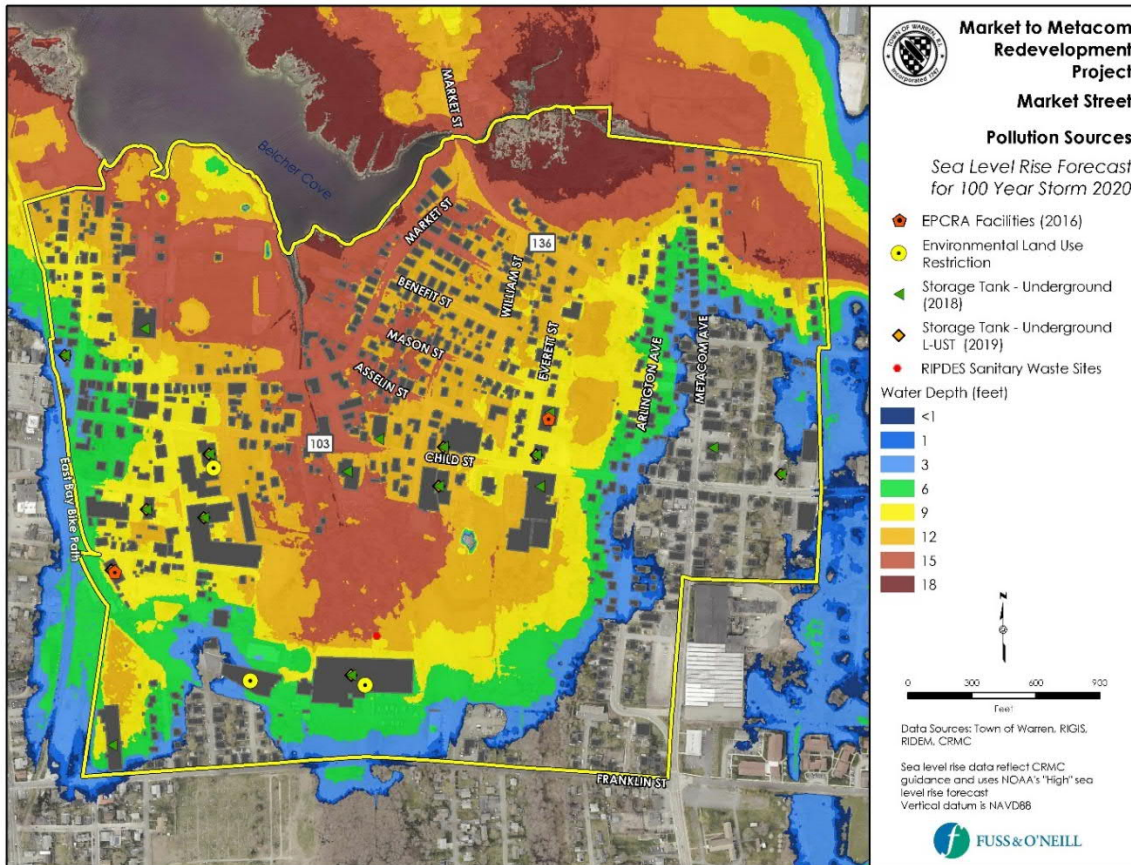 MARKET ST
Belcher Cove
MARKET ST
136
WILLIAM ST
BENEFIT ST
MASON ST
EVERETT ST
ASSELIN ST
ARLINGTON AVE
METACOM AVE
103
CHILD ST
East Bay Bike Path
FRANKLIN ST
TOWN OF WARREN, R.I.
Market to Metacom
Redevelopment
Project
Market Street
Pollution Sources
Sea Level Rise Forecast
for 100 Year Storm 2020
EPCRA Facilities (2016)
Environmental Land Use
Restriction
Storage Tank - Underground
(2018)
Storage Tank - Underground
L-UST (2019)
RIPDES Sanitary Waste Sites
Water Depth (feet)
<1
1
3
6
9
12
15
18
N
0 300 600 900
Feet
Data Sources: Town of Warren, RIGIS,
RIDEM, CRMC
Sea level rise data reflect CRMC
guidance and uses NOAA's "High" sea
level rise forecast
Vertical datum is NAVD88
FUSS & O'NEILL